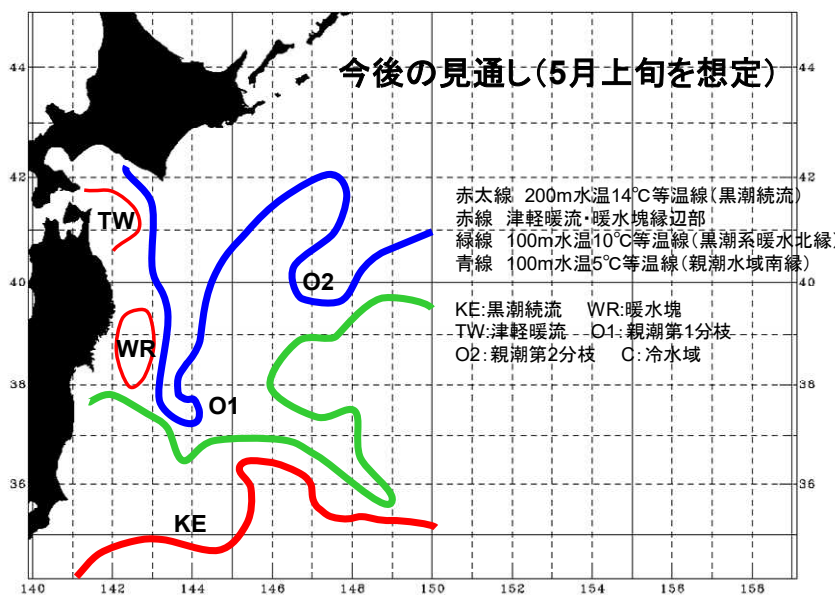 今後の見通し(5月上旬を想定)
赤太線 200m水温14℃等温線(黒潮続流)
赤線 津軽暖流・暖水塊縁辺部
緑線 100m水温10℃等温線(黒潮系暖水北縁)
青線 100m水温5℃等温線(親潮水域南縁)
KE:黒潮続流 WR:暖水塊
TW:津軽暖流 O1:親潮第1分枝
O2:親潮第2分枝 C:冷水域
TW
O2
WR
O1
KE
44
42
40
38
36
44
42
40
38
36
140 142 144 146 148 150 152 154 156 158